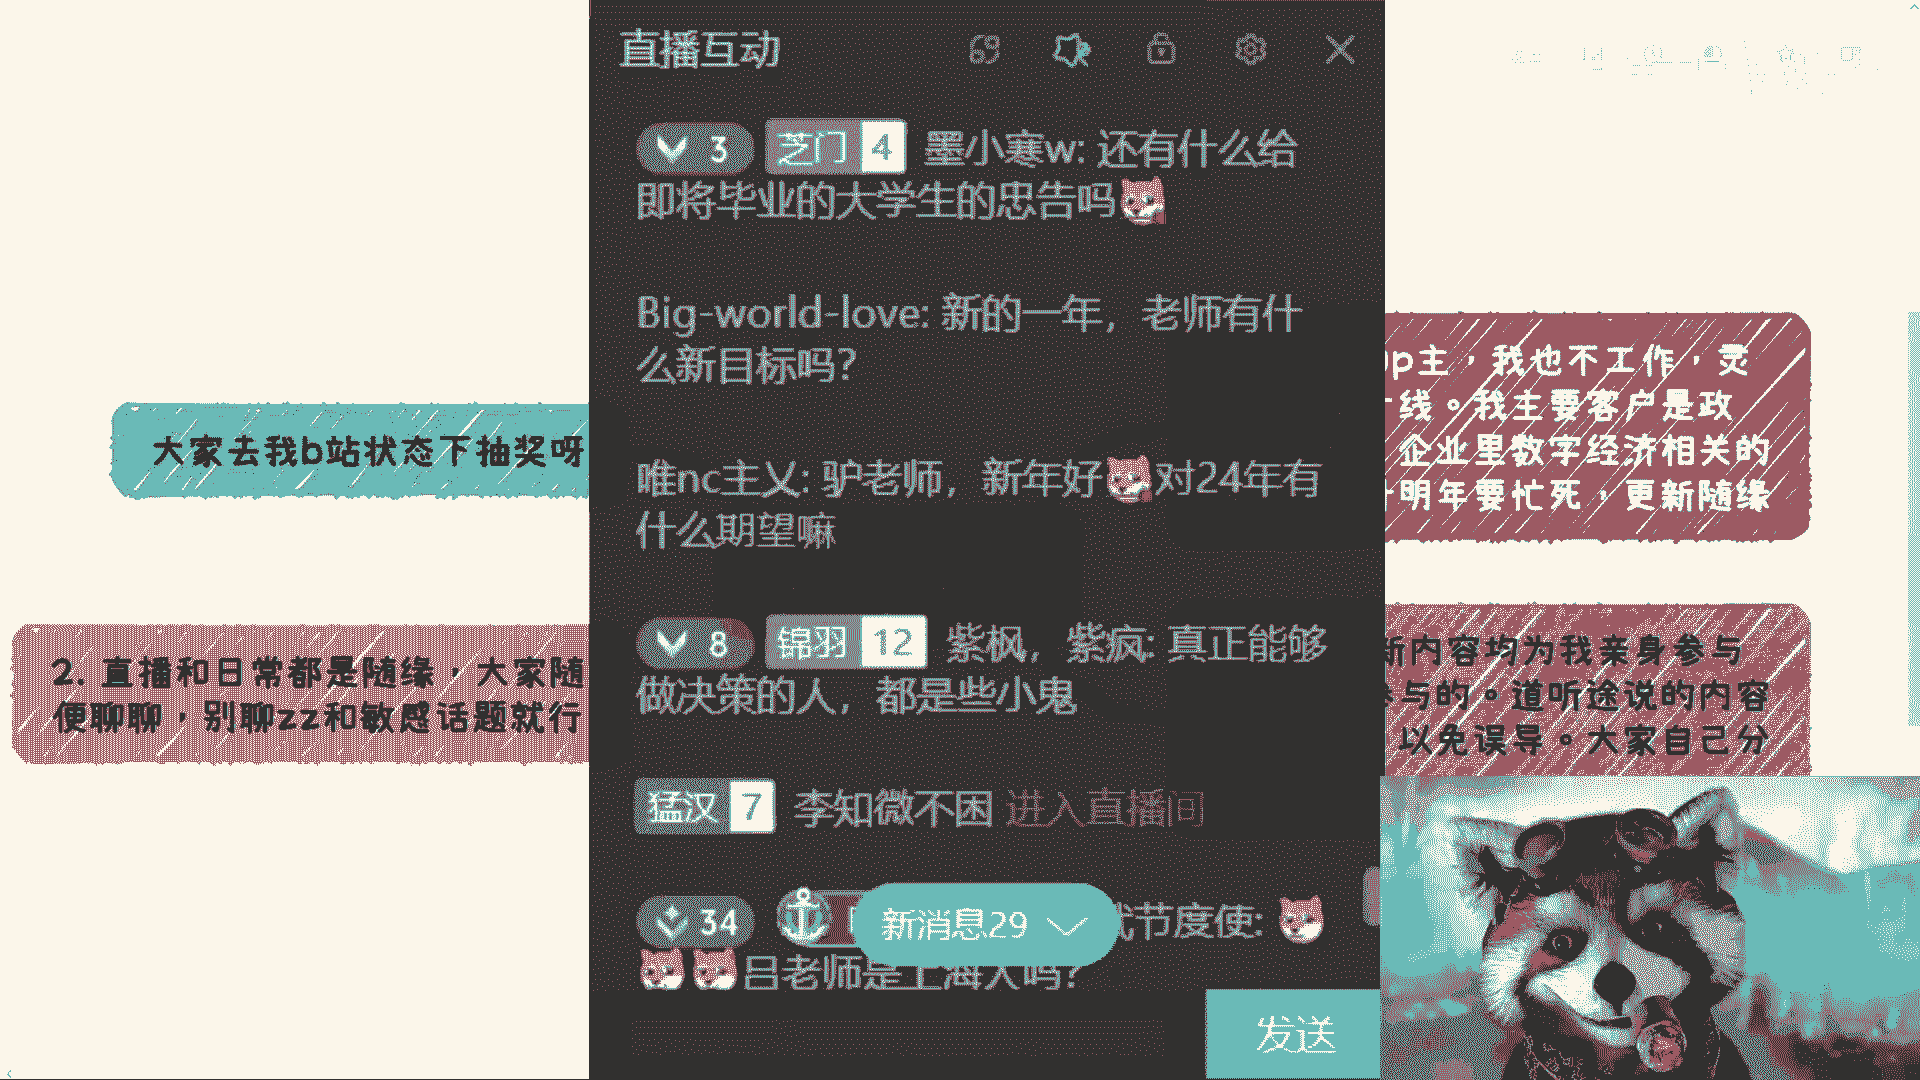 直播互动
3 芝门 4 墨小寒w: 还有什么给
即将毕业的大学生的忠告吗
Big-world-love: 新的一年，老师有什
么新目标吗?
唯nc主乂: 驴老师，新年好对24年有
什么期望嘛
8 锦羽 12 紫枫，紫疯: 真正能够
做决策的人，都是些小鬼
猛汉 7 李知微不困 进入直播间
34 节度使:
吕老师是上海人吗?
新消息29
发送
大家去我b站状态下抽奖呀
2. 直播和日常都是随缘，大家随
便聊聊，别聊zz和敏感话题就行
up主，我也不工作，灵
线。我主要客户是政
企业里数字经济相关的
明年要忙死，更新随缘
新内容均为我亲身参与
参与的。道听途说的内容
以免误导。大家自己分